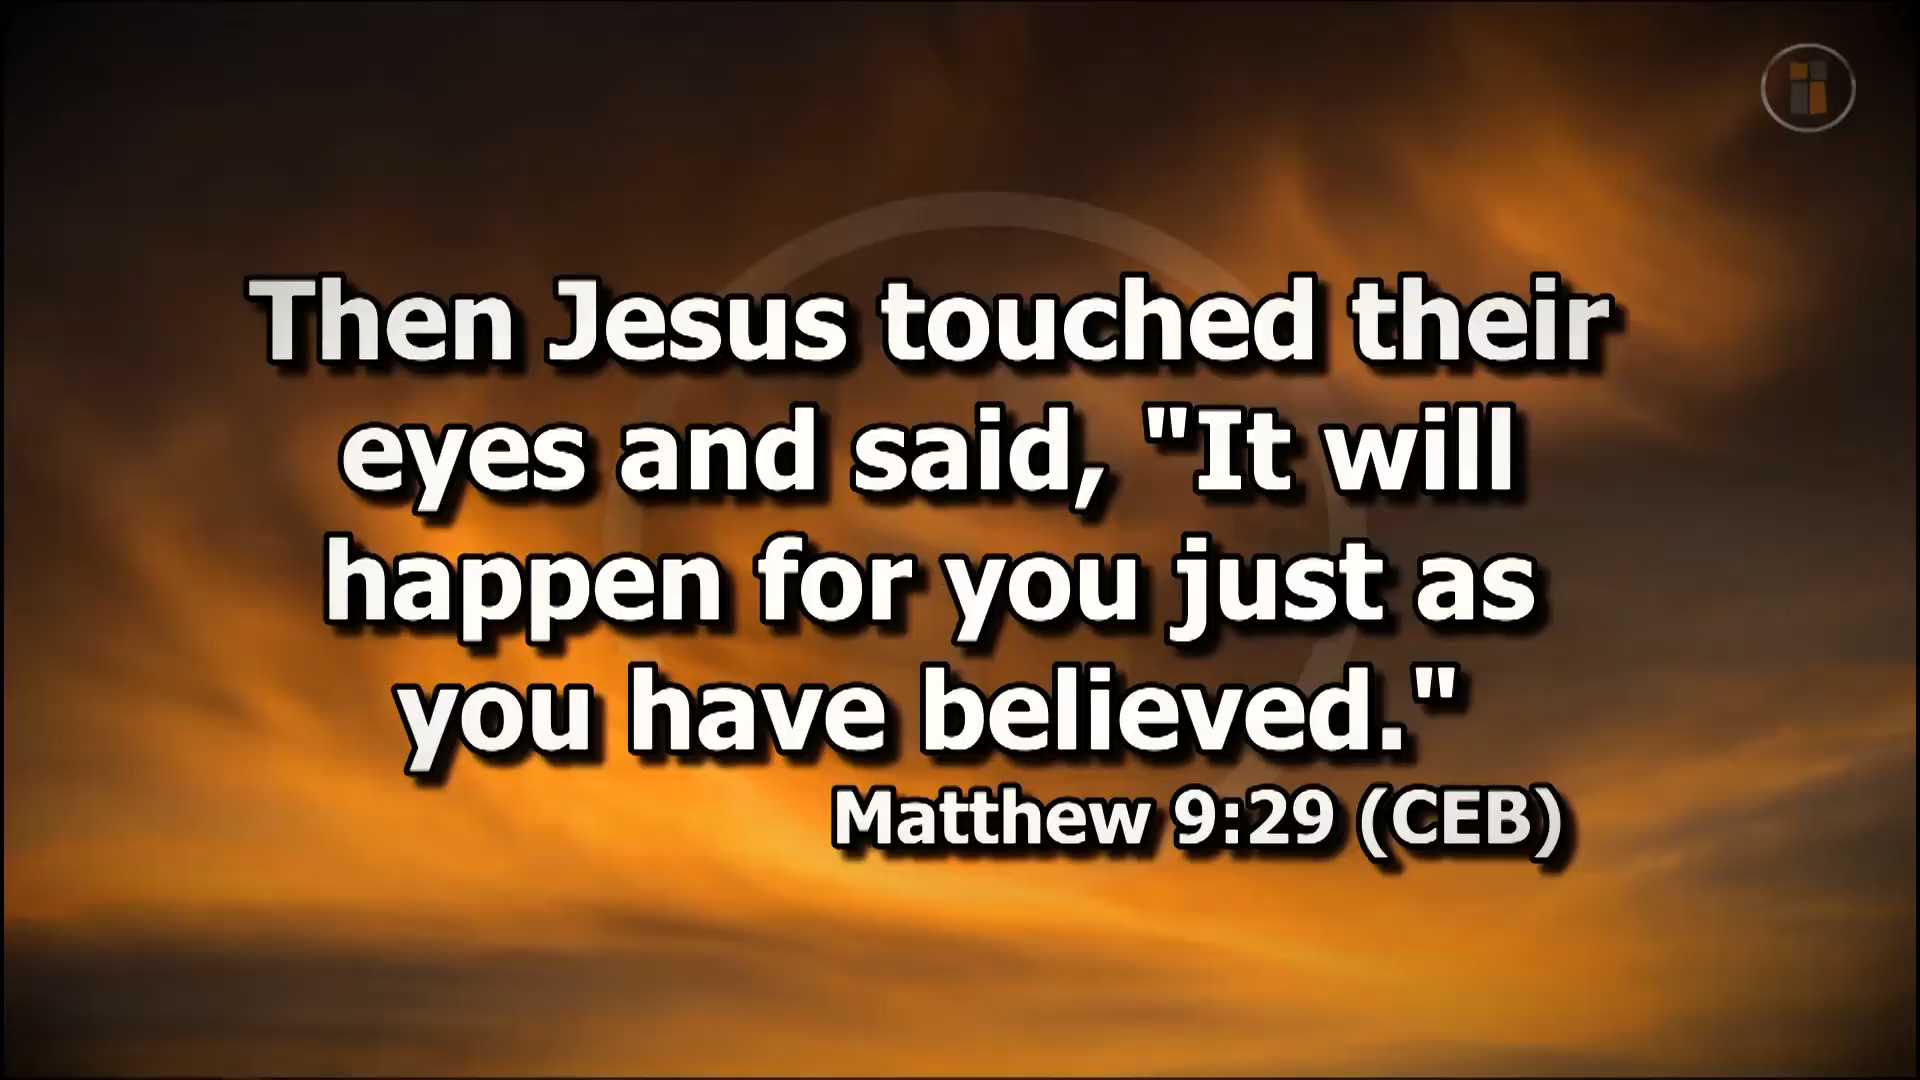 Then Jesus touched their
eyes and said, "It will
happen for you just as
you have believed."
Matthew 9:29 (CEB)